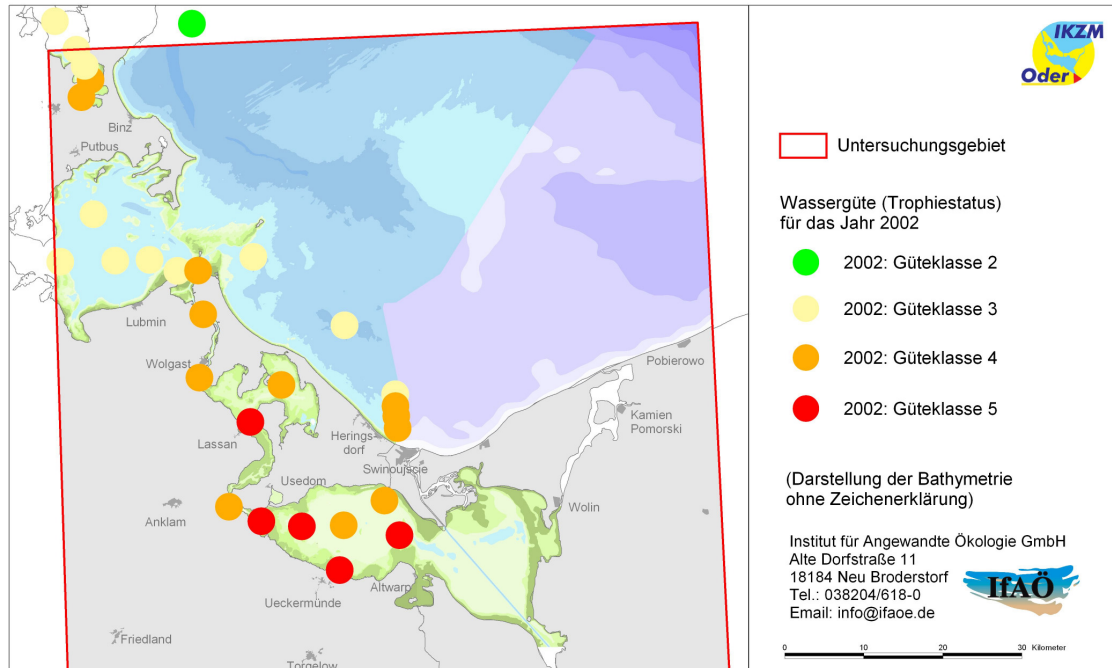 Binz
Putbus
Lubmin
Wolgast
Lassan
Usedom
Anklam
Herings-
dorf
Swinoujscie
Pobierowo
Kamien
Pomorski
Wolin
Altwarp
Ueckermünde
Friedland
Torgelow
IKZM
Oder
Untersuchungsgebiet
Wassergüte (Trophiestatus)
für das Jahr 2002
2002: Güteklasse 2
2002: Güteklasse 3
2002: Güteklasse 4
2002: Güteklasse 5
(Darstellung der Bathymetrie
ohne Zeichenerklärung)
Institut für Angewandte Ökologie GmbH
Alte Dorfstraße 11
18184 Neu Broderstorf
Tel.: 038204/618-0
Email: info@ifaoe.de
IfAÖ
0 10 20 30 Kilometer